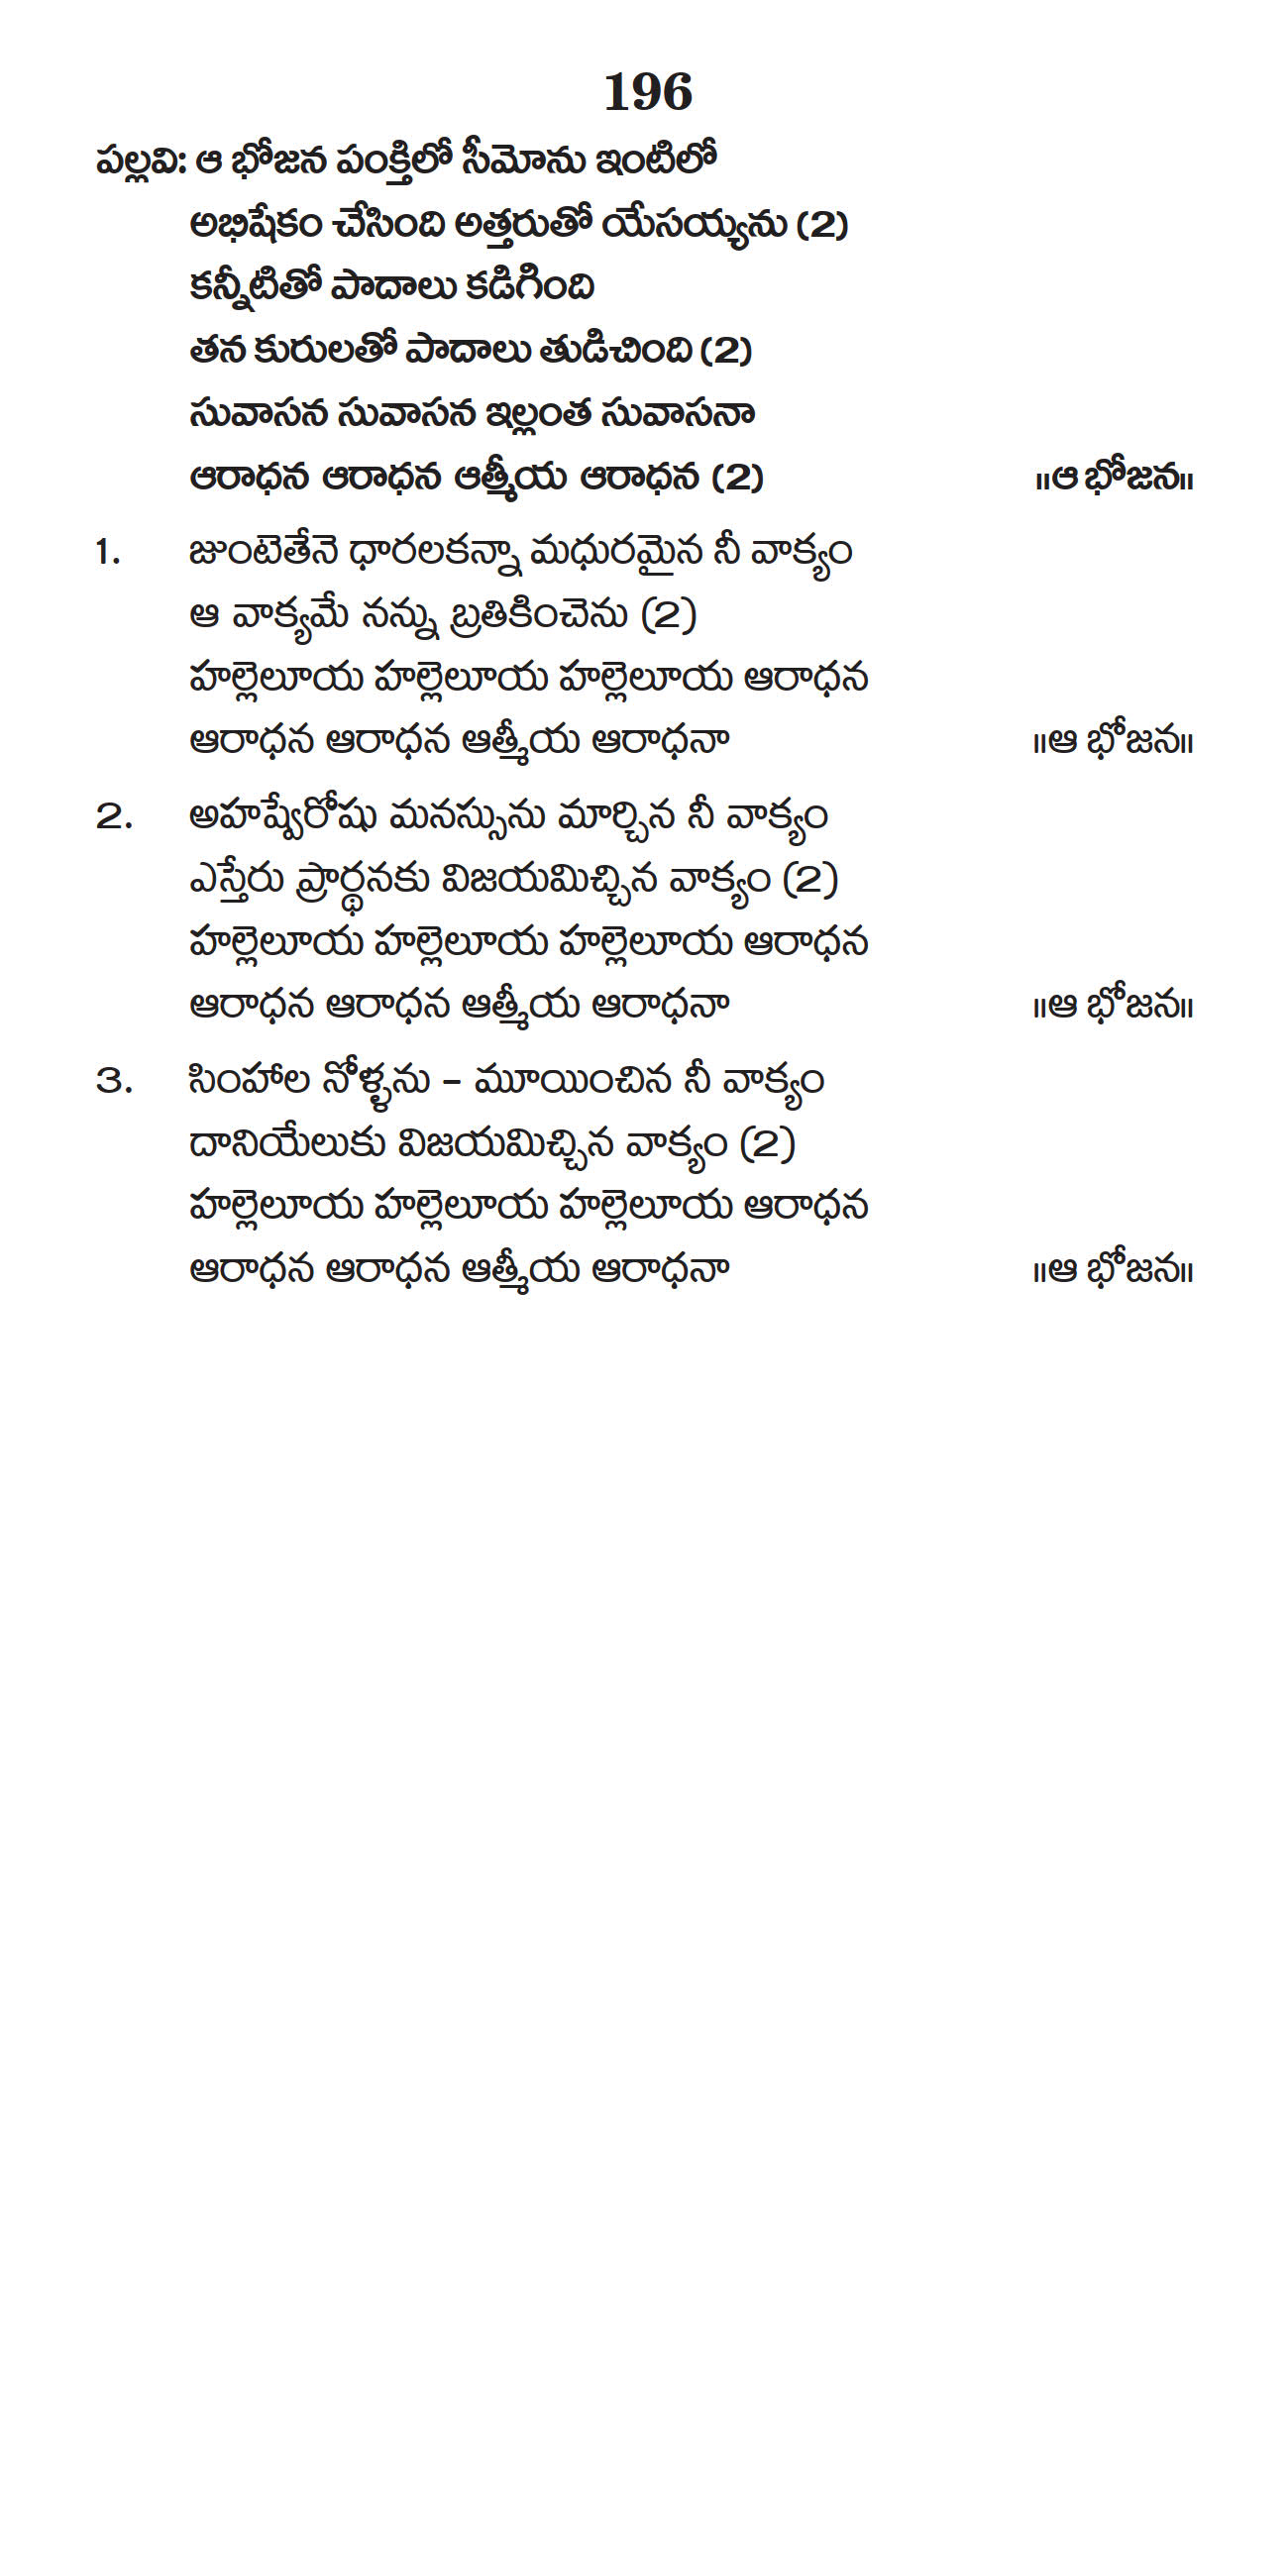 196
పల్లవి: ఆ భోజన పంక్తిలో సీమోను ఇంటిలో
అభిషేకం చేసింది అత్తరుతో యేసయ్యను (2)
కన్నీటితో పాదాలు కడిగింది
తన కురులతో పాదాలు తుడిచింది (2)
సువాసన సువాసన ఇల్లంత సువాసనా
ఆరాధన ఆరాధన ఆత్మీయ ఆరాధన (2) ॥ఆ భోజన॥
1. జుంటెతేనె ధారలకన్నా మధురమైన నీ వాక్యం
ఆ వాక్యమే నన్ను బ్రతికించెను (2)
హల్లెలూయ హల్లెలూయ హల్లెలూయ ఆరాధన
ఆరాధన ఆరాధన ఆత్మీయ ఆరాధనా ॥ఆ భోజన॥
2. అహష్వేరోషు మనస్సును మార్చిన నీ వాక్యం
ఎస్తేరు ప్రార్థనకు విజయమిచ్చిన వాక్యం (2)
హల్లెలూయ హల్లెలూయ హల్లెలూయ ఆరాధన
ఆరాధన ఆరాధన ఆత్మీయ ఆరాధనా ॥ఆ భోజన॥
3. సింహాల నోళ్ళను – మూయించిన నీ వాక్యం
దానియేలుకు విజయమిచ్చిన వాక్యం (2)
హల్లెలూయ హల్లెలూయ హల్లెలూయ ఆరాధన
ఆరాధన ఆరాధన ఆత్మీయ ఆరాధనా ॥ఆ భోజన॥